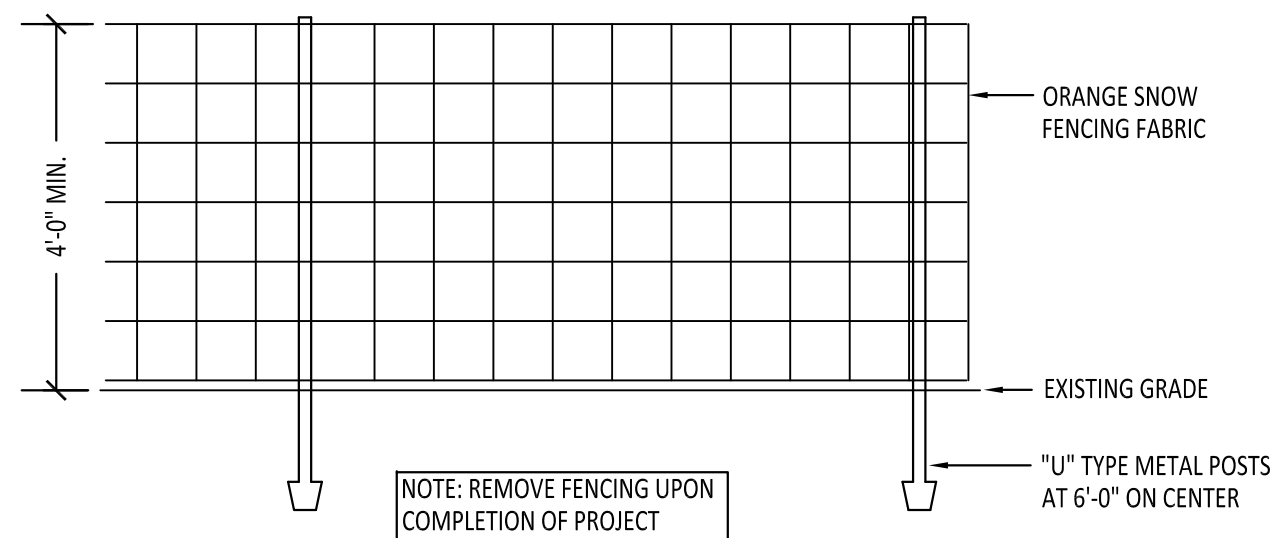 4'-0" MIN.
ORANGE SNOW
FENCING FABRIC
EXISTING GRADE
"U" TYPE METAL POSTS
AT 6'-0" ON CENTER
NOTE: REMOVE FENCING UPON
COMPLETION OF PROJECT